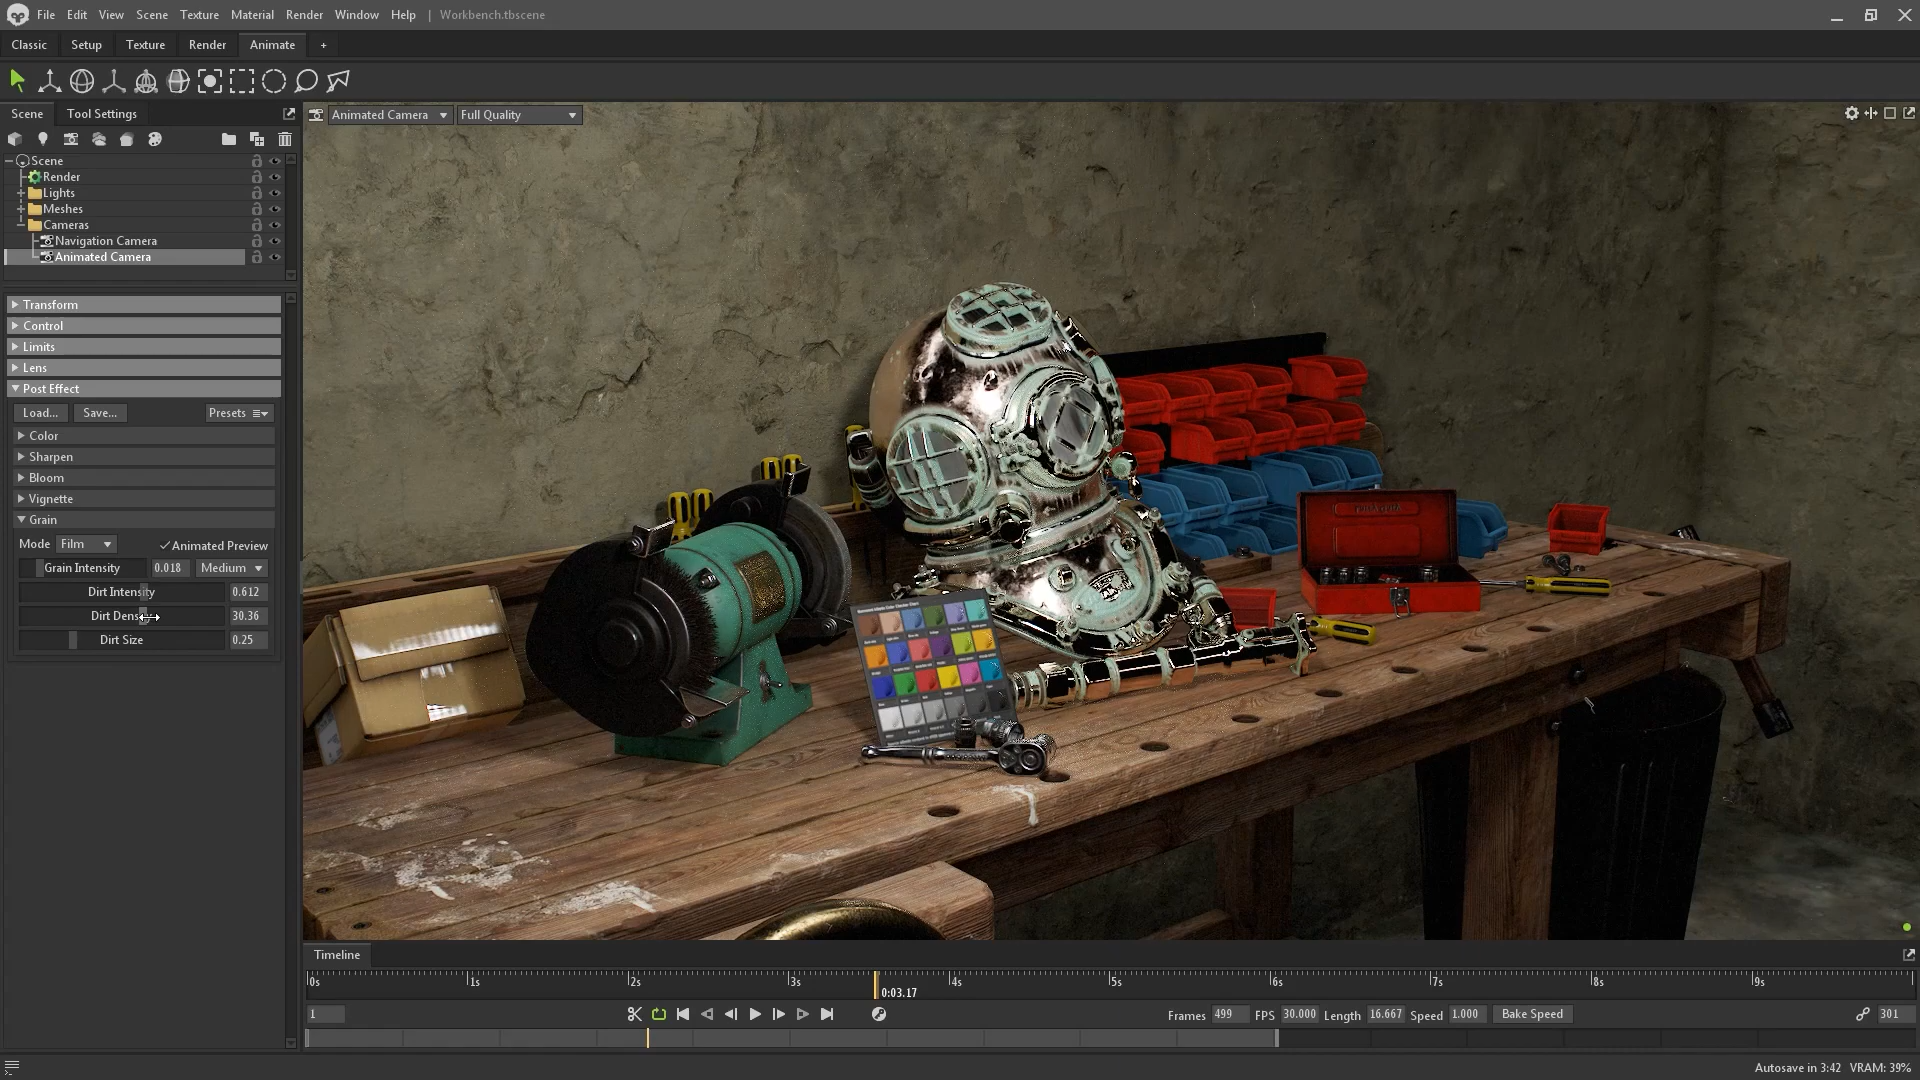 File Edit View Scene Texture Material Render Window Help | Workbench.tbscene
Classic Setup Texture Render Animate +
Scene Tool Settings
Animated Camera Full Quality
Scene
Render
Lights
Meshes
Cameras
Navigation Camera
Animated Camera
Transform
Control
Limits
Lens
Post Effect
Load... Save... Presets
Color
Sharpen
Bloom
Vignette
Grain
Mode Film Animated Preview
Grain Intensity 0.018 Medium
Dirt Intensity 0.612
Dirt Dens 30.36
Dirt Size 0.25
Timeline
0s 1s 2s 3s 4s 5s 6s 7s 8s 9s
0:03.17
1 Frames 499 FPS 30.000 Length 16.667 Speed 1.000 Bake Speed 301
Autosave in 3:42 VRAM: 39%